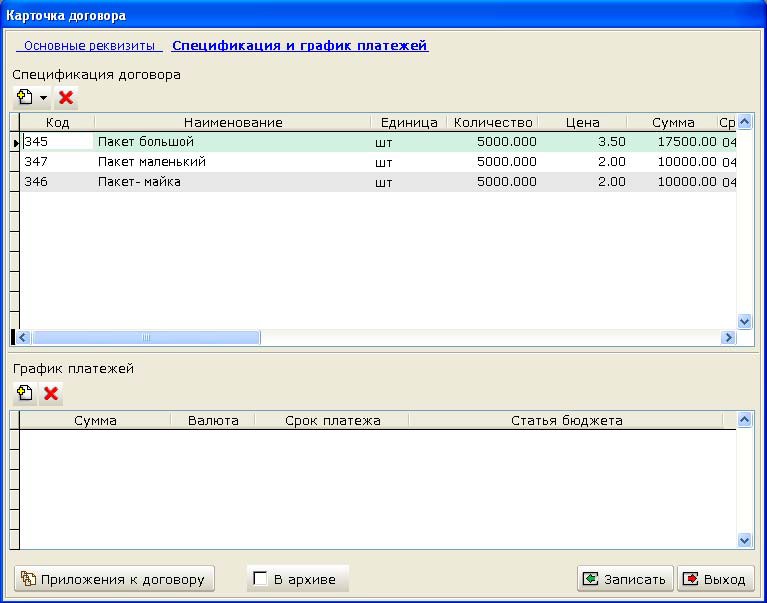 Карточка договора
Основные реквизиты Спецификация и график платежей
Спецификация договора
Код Наименование Единица Количество Цена Сумма Ср
345 Пакет большой шт 5000.000 3.50 17500.00 04
347 Пакет маленький шт 5000.000 2.00 10000.00 04
346 Пакет- майка шт 5000.000 2.00 10000.00 04
График платежей
Сумма Валюта Срок платежа Статья бюджета
Приложения к договору В архиве Записать Выход